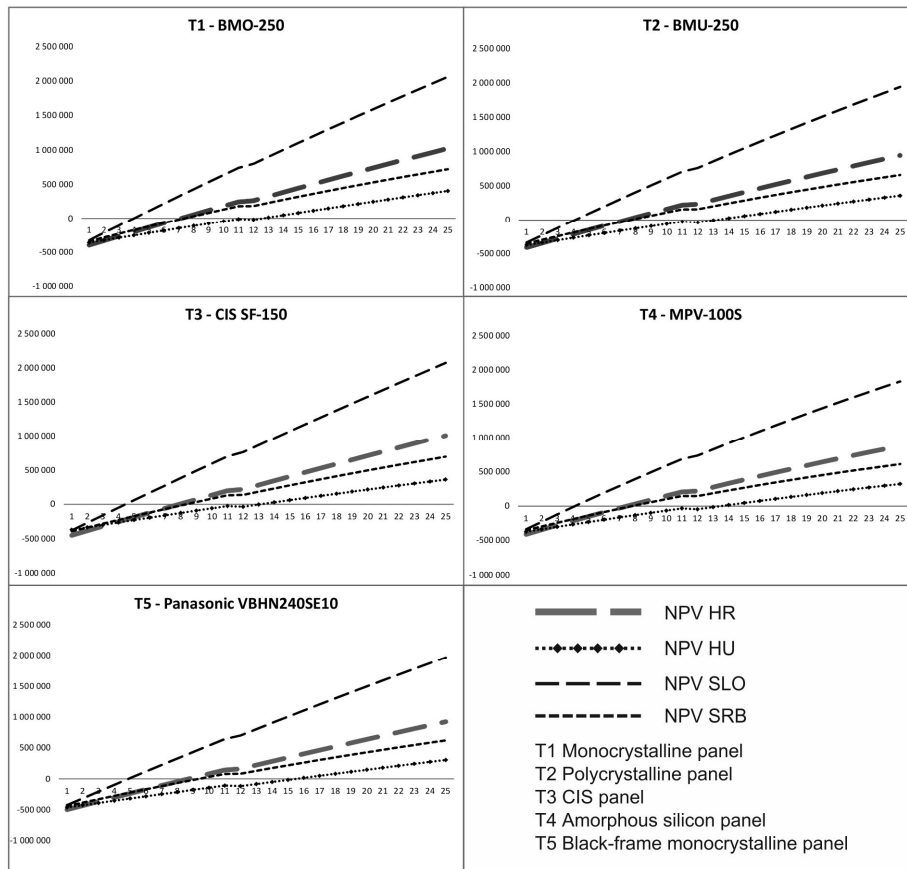 T1 - BMO-250
2 500 000
2 000 000
1 500 000
1 000 000
500 000
0
1 2 3 4 5 6 7 8 9 10 11 12 13 14 15 16 17 18 19 20 21 22 23 24 25
-500 000
-1 000 000
T2 - BMU-250
2 500 000
2 000 000
1 500 000
1 000 000
500 000
0
1 2 3 4 5 6 7 8 9 10 11 12 13 14 15 16 17 18 19 20 21 22 23 24 25
-500 000
-1 000 000
T3 - CIS SF-150
2 500 000
2 000 000
1 500 000
1 000 000
500 000
0
1 2 3 4 5 6 7 8 9 10 11 12 13 14 15 16 17 18 19 20 21 22 23 24 25
-500 000
-1 000 000
T4 - MPV-100S
2 500 000
2 000 000
1 500 000
1 000 000
500 000
0
1 2 3 4 5 6 7 8 9 10 11 12 13 14 15 16 17 18 19 20 21 22 23 24 25
-500 000
-1 000 000
T5 - Panasonic VBHN240SE10
2 500 000
2 000 000
1 500 000
1 000 000
500 000
0
1 2 3 4 5 6 7 8 9 10 11 12 13 14 15 16 17 18 19 20 21 22 23 24 25
-500 000
-1 000 000
NPV HR
NPV HU
NPV SLO
NPV SRB
T1 Monocrystalline panel
T2 Polycrystalline panel
T3 CIS panel
T4 Amorphous silicon panel
T5 Black-frame monocrystalline panel